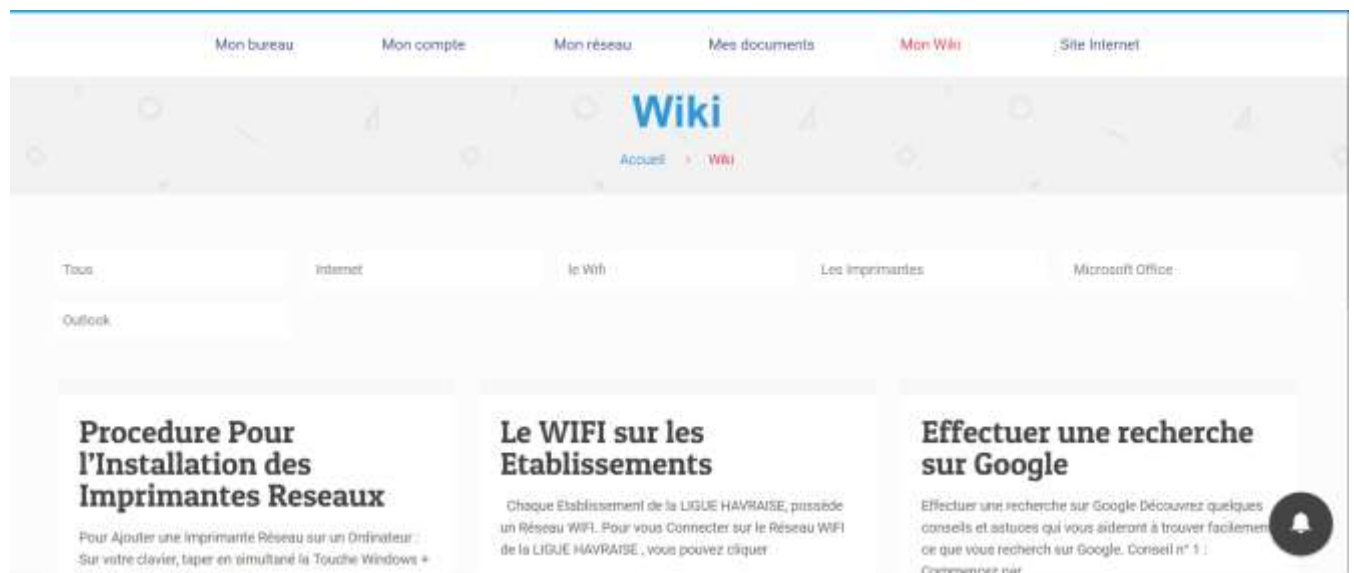 Mon bureau Mon compte Mon réseau Mes documents Mon Wiki Site Internet
Wiki
Accueil > Wiki
Tous Internet le Wifi Les Imprimantes Microsoft Office
Outlook
Procedure Pour
l'Installation des
Imprimantes Reseaux
Pour Ajouter une Imprimante Réseau sur un Ordinateur :
Sur votre clavier, taper en simultané la Touche Windows +
Le WIFI sur les
Etablissements
Chaque Etablissement de la LIGUE HAVRAISE, possède
un Réseau WIFI. Pour vous Connecter sur le Réseau WIFI
de la LIGUE HAVRAISE , vous pouvez cliquer
Effectuer une recherche
sur Google
Effectuer une recherche sur Google Découvrez quelques
conseils et astuces qui vous aideront à trouver facilemen
ce que vous recherch sur Google. Conseil n° 1 :
Commencez par